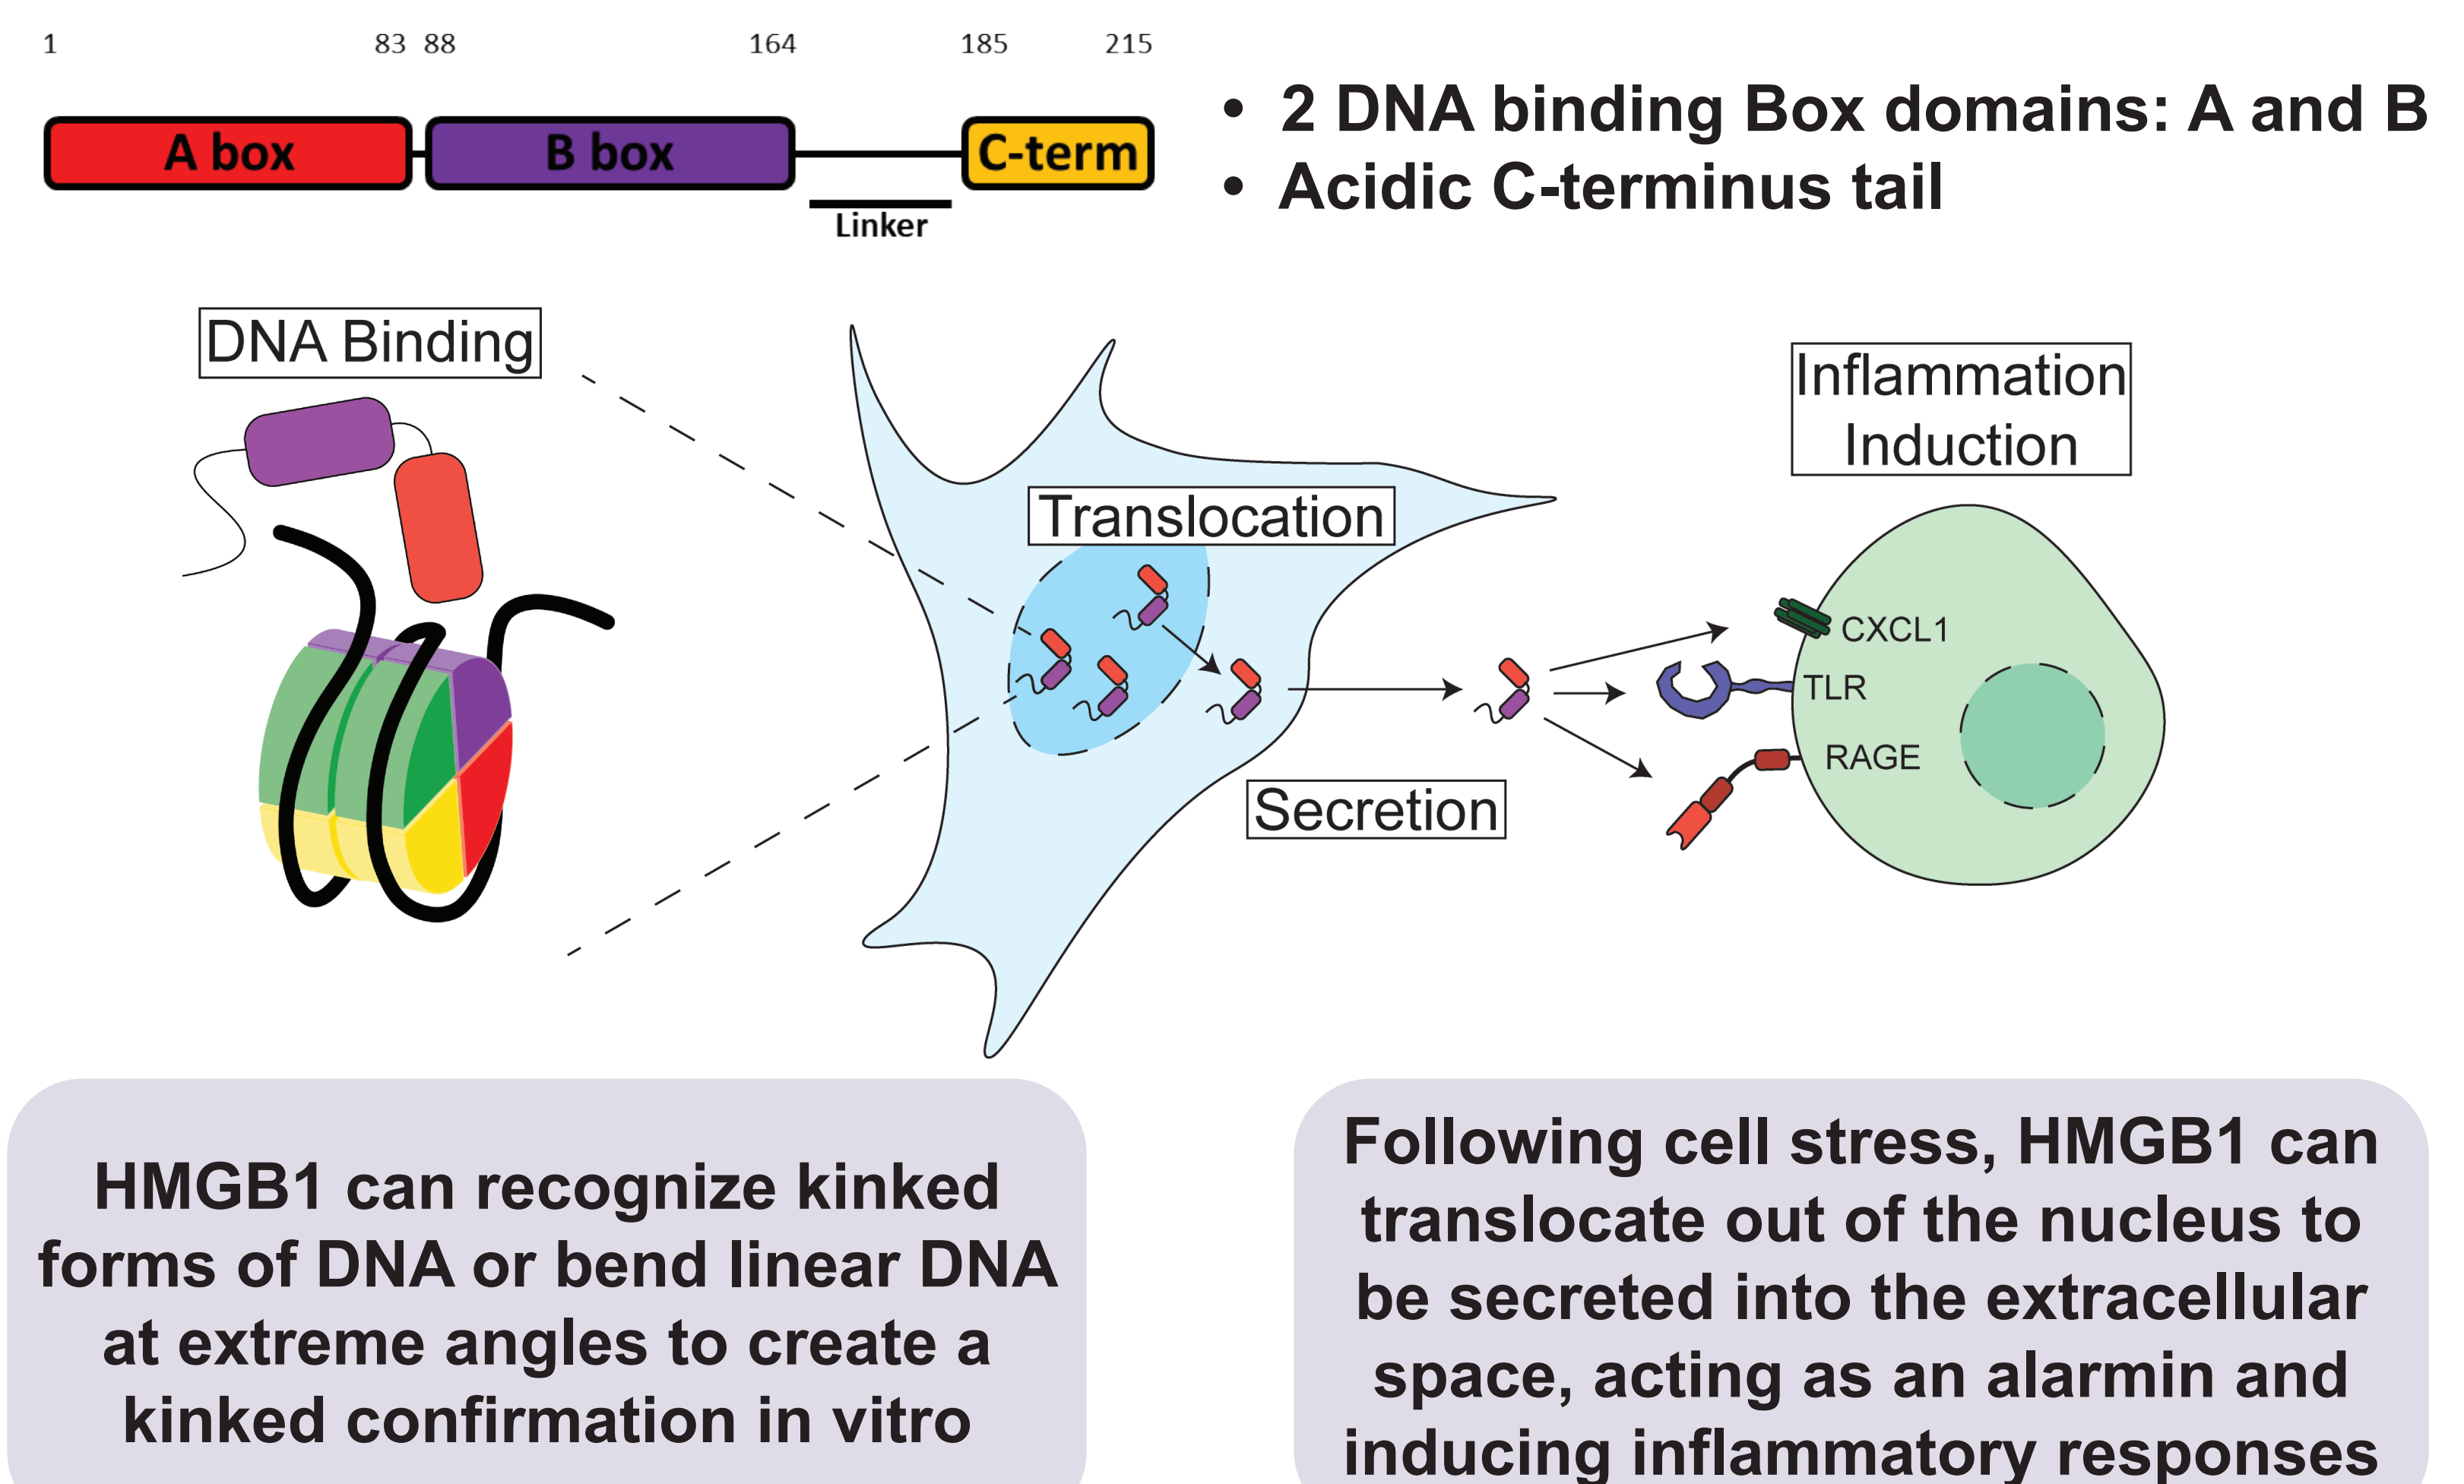 1 83 88 164 185 215
A box B box C-term
Linker
• 2 DNA binding Box domains: A and B
• Acidic C-terminus tail
DNA Binding
Translocation
Secretion
Inflammation
Induction
CXCL1
TLR
RAGE
HMGB1 can recognize kinked
forms of DNA or bend linear DNA
at extreme angles to create a
kinked confirmation in vitro
Following cell stress, HMGB1 can
translocate out of the nucleus to
be secreted into the extracellular
space, acting as an alarmin and
inducing inflammatory responses